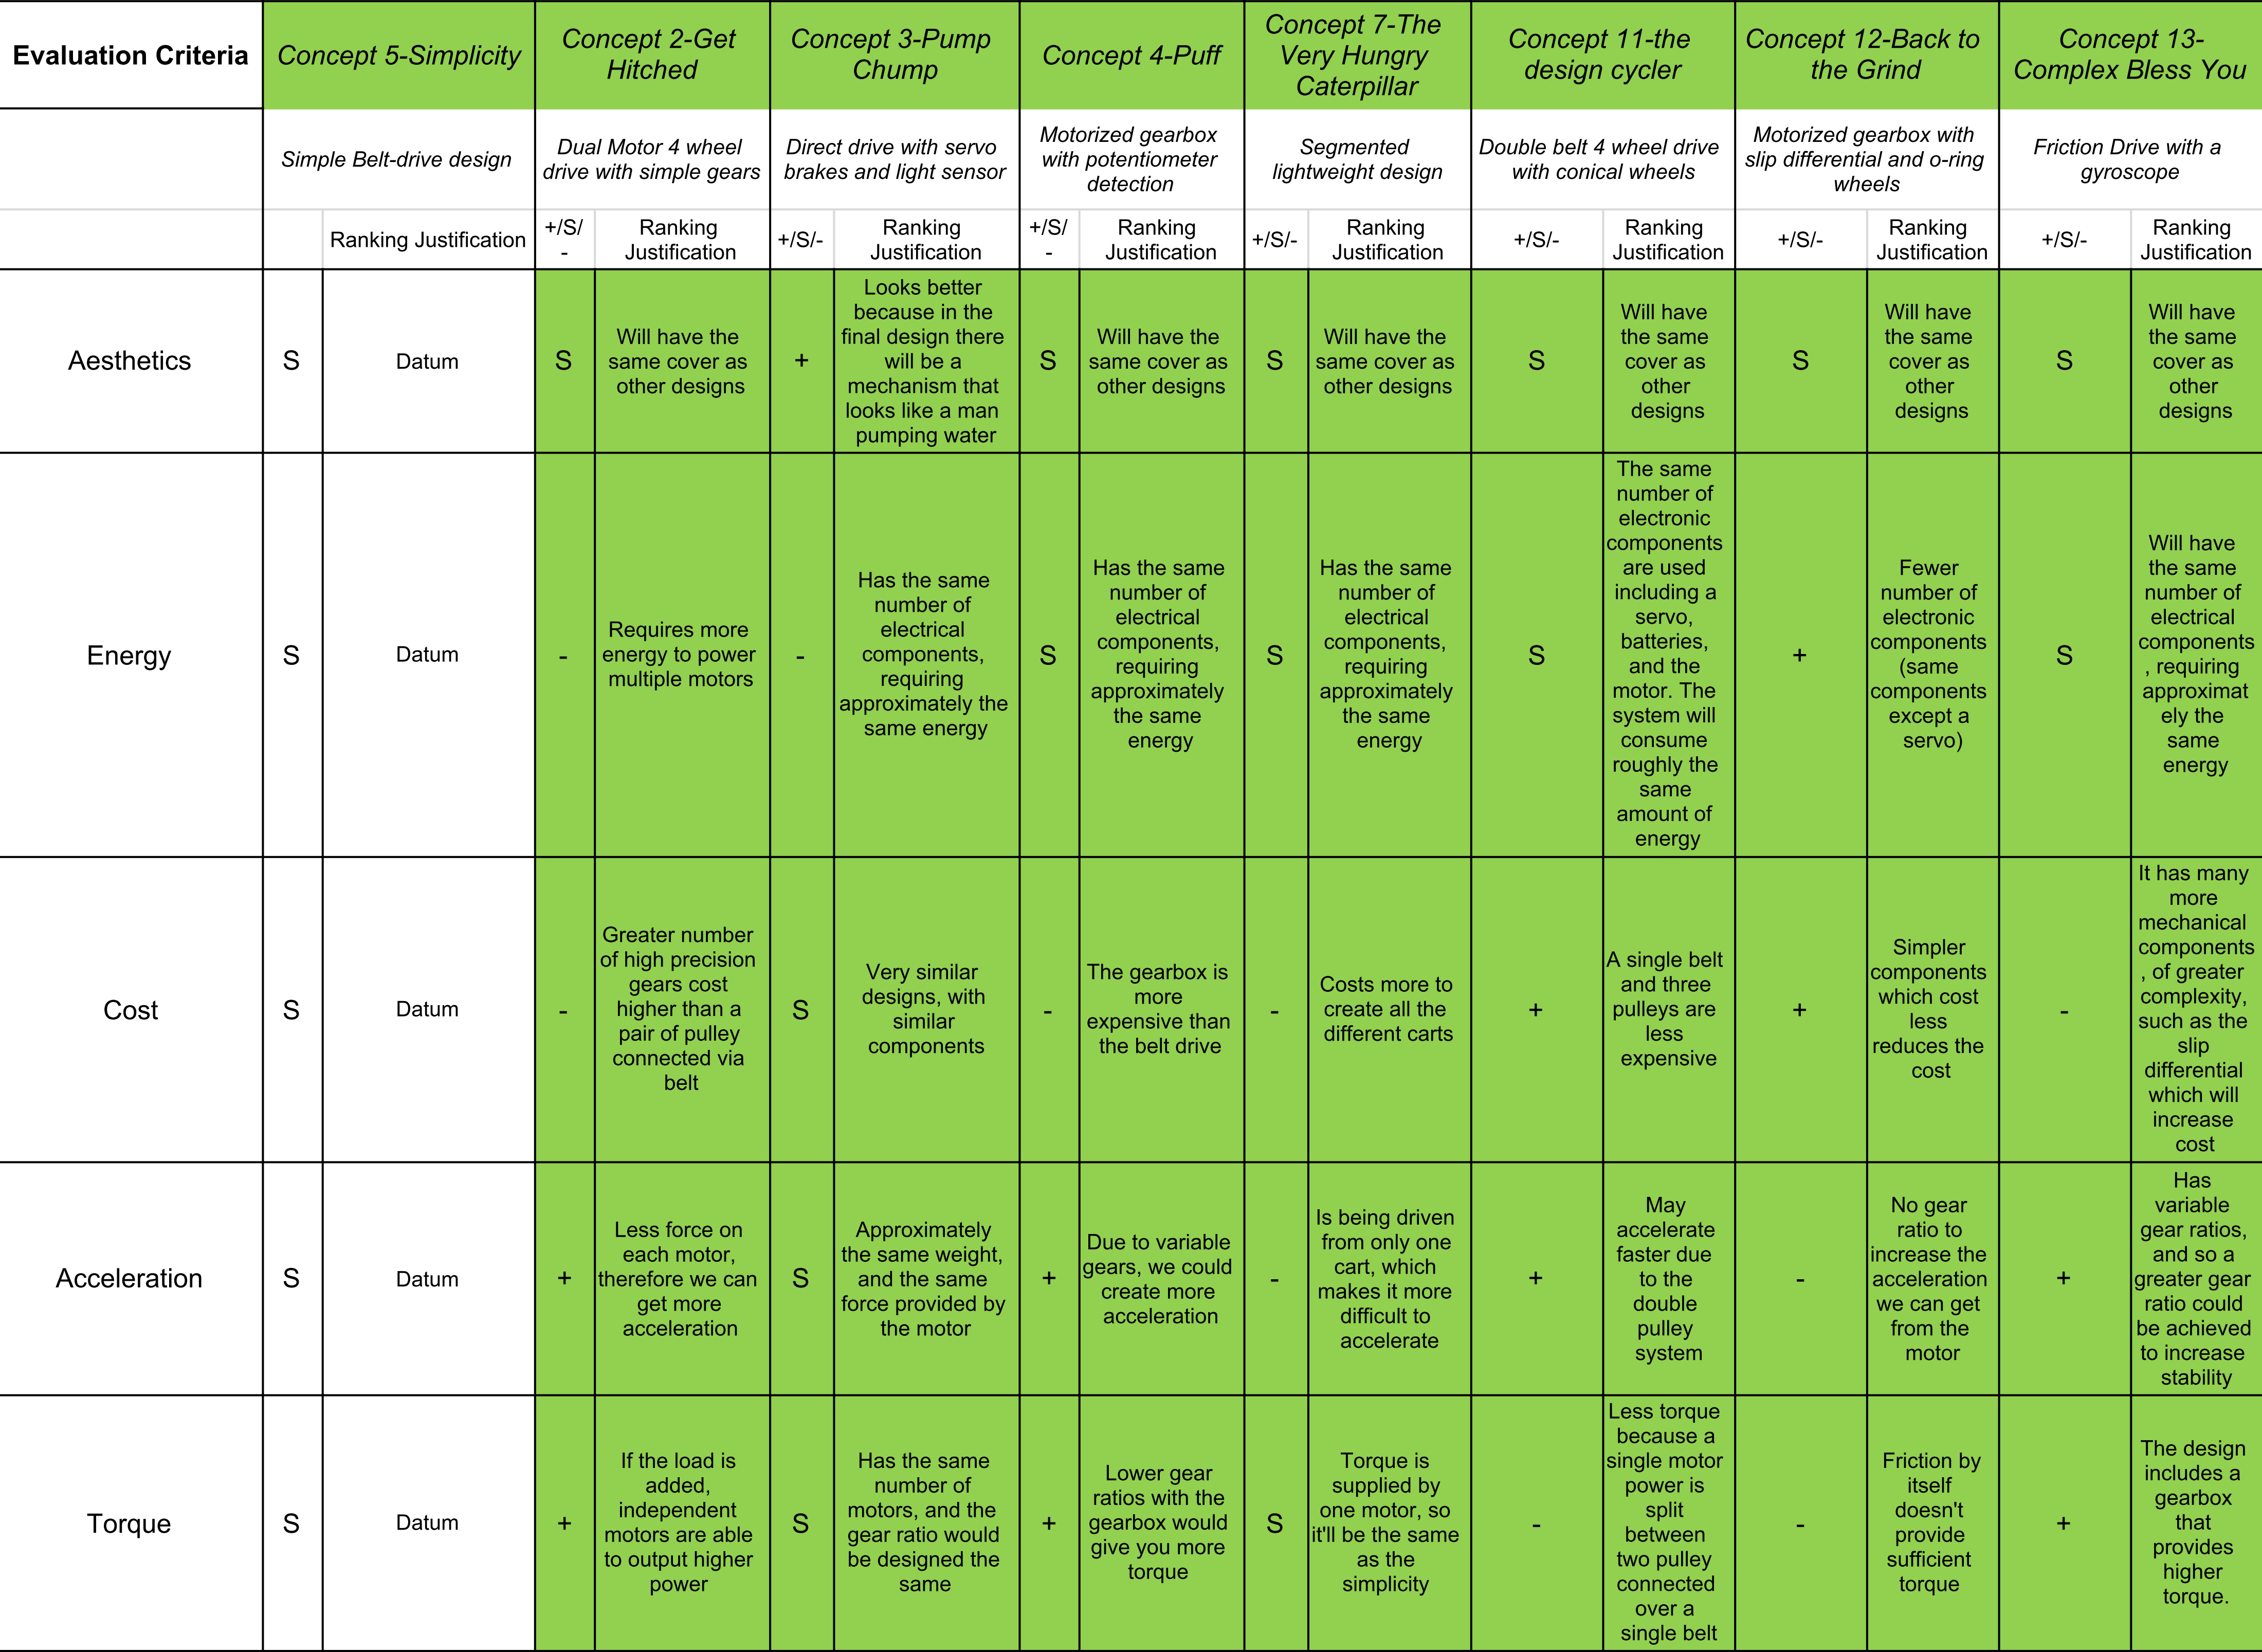 Evaluation Criteria
Concept 5-Simplicity
Concept 2-Get
Hitched
Concept 3-Pump
Chump
Concept 4-Puff
Concept 7-The
Very Hungry
Caterpillar
Concept 11-the
design cycler
Concept 12-Back to
the Grind
Concept 13-
Complex Bless You
Simple Belt-drive design
Dual Motor 4 wheel
drive with simple gears
Direct drive with servo
brakes and light sensor
Motorized gearbox
with potentiometer
detection
Segmented
lightweight design
Double belt 4 wheel drive
with conical wheels
Motorized gearbox with
slip differential and o-ring
wheels
Friction Drive with a
gyroscope
Ranking Justification
+/S/
-
Ranking
Justification
+/S/-
Ranking
Justification
+/S/
-
Ranking
Justification
+/S/-
Ranking
Justification
+/S/-
Ranking
Justification
+/S/-
Ranking
Justification
+/S/-
Ranking
Justification
Aesthetics
S
Datum
S
Will have the
same cover as
other designs
+
Looks better
because in the
final design there
will be a
mechanism that
looks like a man
pumping water
S
Will have the
same cover as
other designs
S
Will have the
same cover as
other designs
S
Will have
the same
cover as
other
designs
S
Will have
the same
cover as
other
designs
S
Will have
the same
cover as
other
designs
Energy
S
Datum
-
Requires more
energy to power
multiple motors
-
Has the same
number of
electrical
components,
requiring
approximately the
same energy
S
Has the same
number of
electrical
components,
requiring
approximately
the same
energy
S
Has the same
number of
electrical
components,
requiring
approximately
the same
energy
S
The same
number of
electronic
components
are used
including a
servo,
batteries,
and the
motor. The
system will
consume
roughly the
same
amount of
energy
+
Fewer
number of
electronic
components
(same
components
except a
servo)
S
Will have
the same
number of
electrical
components
, requiring
approximat
ely the
same
energy
Cost
S
Datum
-
Greater number
of high precision
gears cost
higher than a
pair of pulley
connected via
belt
S
Very similar
designs, with
similar
components
-
The gearbox is
more
expensive than
the belt drive
-
Costs more to
create all the
different carts
+
A single belt
and three
pulleys are
less
expensive
+
Simpler
components
which cost
less
reduces the
cost
-
It has many
more
mechanical
components
, of greater
complexity,
such as the
slip
differential
which will
increase
cost
Acceleration
S
Datum
+
Less force on
each motor,
therefore we can
get more
acceleration
S
Approximately
the same weight,
and the same
force provided by
the motor
+
Due to variable
gears, we could
create more
acceleration
-
Is being driven
from only one
cart, which
makes it more
difficult to
accelerate
+
May
accelerate
faster due
to the
double
pulley
system
-
No gear
ratio to
increase the
acceleration
we can get
from the
motor
+
Has
variable
gear ratios,
and so a
greater gear
ratio could
be achieved
to increase
stability
Torque
S
Datum
+
If the load is
added,
independent
motors are able
to output higher
power
S
Has the same
number of
motors, and the
gear ratio would
be designed the
same
+
Lower gear
ratios with the
gearbox would
give you more
torque
S
Torque is
supplied by
one motor, so
it'll be the same
as the
simplicity
-
Less torque
because a
single motor
power is
split
between
two pulley
connected
over a
single belt
-
Friction by
itself
doesn't
provide
sufficient
torque
+
The design
includes a
gearbox
that
provides
higher
torque.